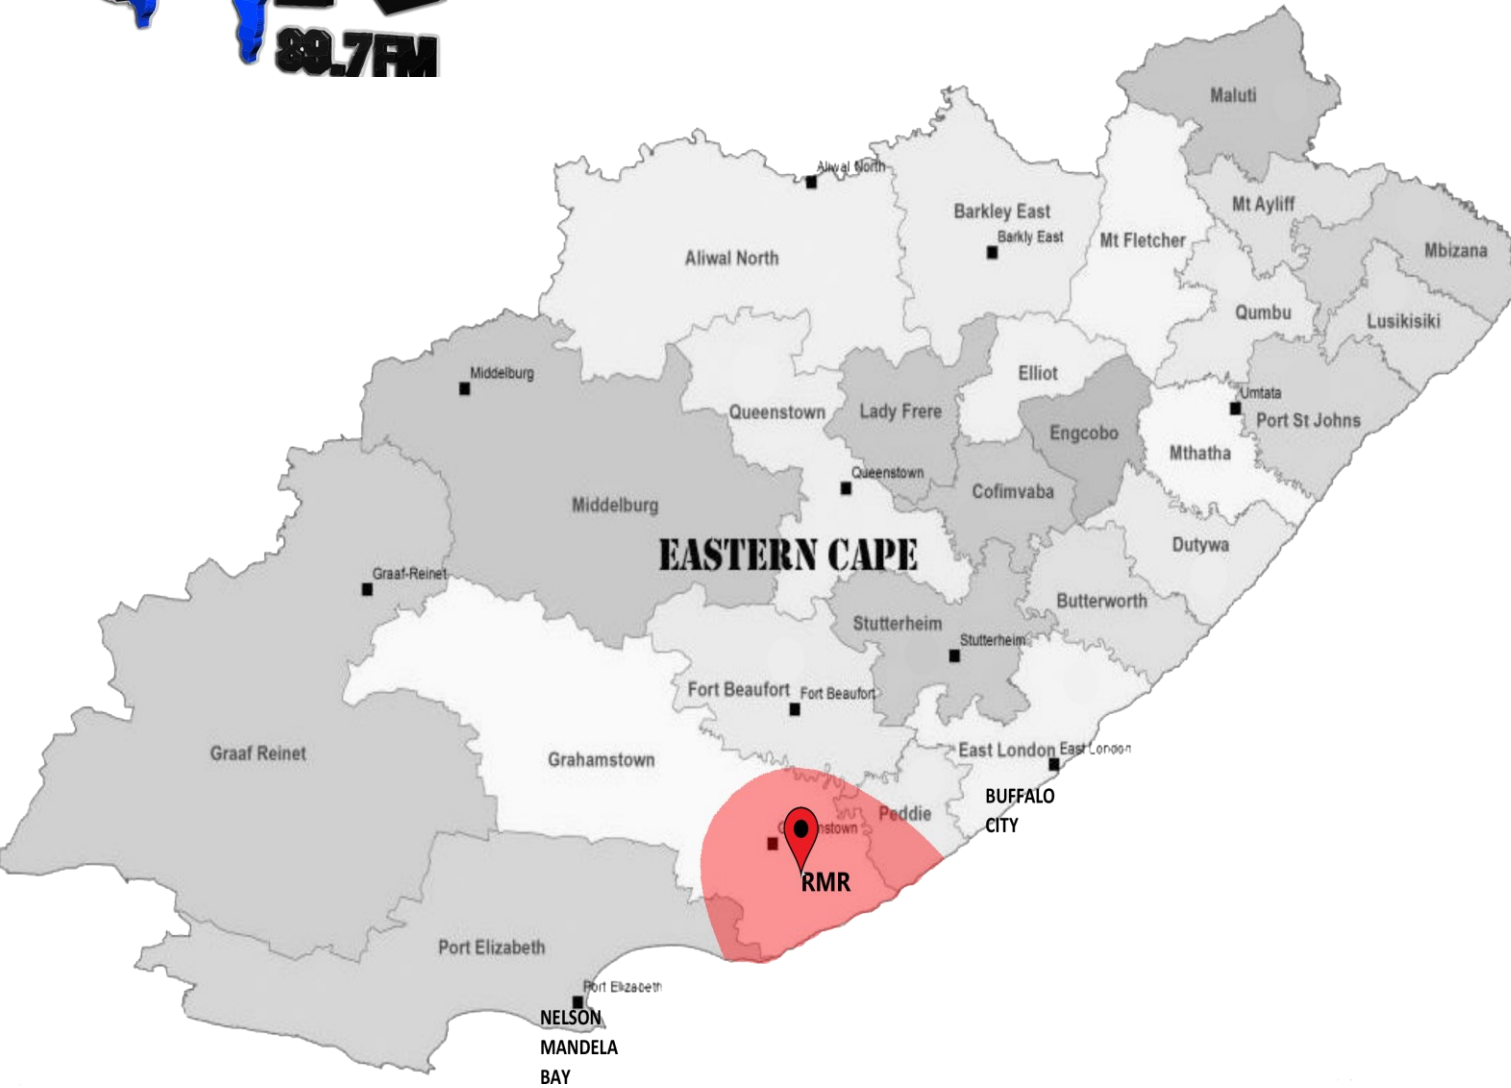 89.7FM
Maluti
Aliwal North
Mt Ayliff
Barkley East
Barkly East
Mt Fletcher
Mbizana
Aliwal North
Qumbu
Lusikisiki
Middelburg
Elliot
Umtata
Queenstown
Lady Frere
Port St Johns
Engcobo
Mthatha
Queenstown
Cofimvaba
Middelburg
EASTERN CAPE
Dutywa
Graaf-Reinet
Butterworth
Stutterheim
Stutterheim
Fort Beaufort
Fort Beaufort
Graaf Reinet
Grahamstown
East London
East London
BUFFALO
CITY
Peddie
RMR
Port Elizabeth
Port Elizabeth
NELSON
MANDELA
BAY